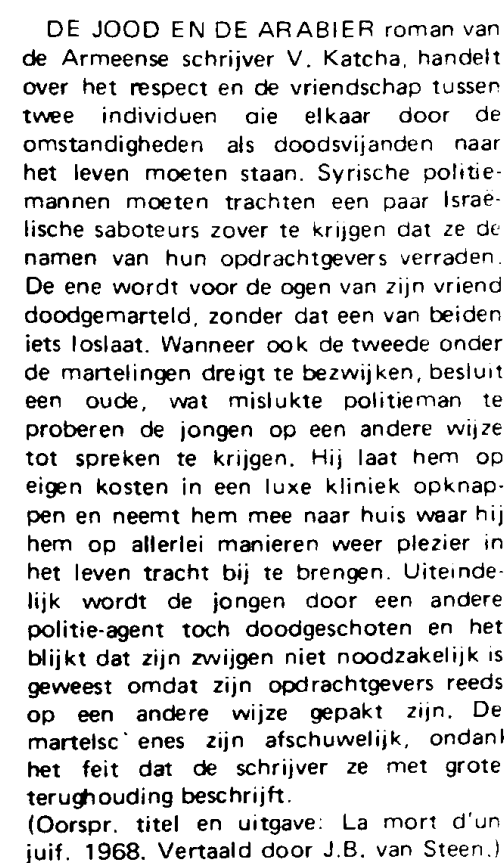 DE JOOD EN DE ARABIER roman van
de Armeense schrijver V. Katcha, handelt
over het respect en de vriendschap tussen
twee individuen die elkaar door de
omstandigheden als doodsvijanden naar
het leven moeten staan. Syrische politie-
mannen moeten trachten een paar Israë-
lische saboteurs zover te krijgen dat ze de
namen van hun opdrachtgevers verraden.
De ene wordt voor de ogen van zijn vriend
doodgemarteld, zonder dat een van beiden
iets loslaat. Wanneer ook de tweede onder
de martelingen dreigt te bezwijken, besluit
een oude, wat mislukte politieman te
proberen de jongen op een andere wijze
tot spreken te krijgen. Hij laat hem op
eigen kosten in een luxe kliniek opknap-
pen en neemt hem mee naar huis waar hij
hem op allerlei manieren weer plezier in
het leven tracht bij te brengen. Uiteinde-
lijk wordt de jongen door een andere
politie-agent toch doodgeschoten en het
blijkt dat zijn zwijgen niet noodzakelijk is
geweest omdat zijn opdrachtgevers reeds
op een andere wijze gepakt zijn. De
martelsc`enes zijn afschuwelijk, ondank
het feit dat de schrijver ze met grote
terughouding beschrijft.
(Oorspr. titel en uitgave: La mort d'un
juif. 1968. Vertaald door J.B. van Steen.)